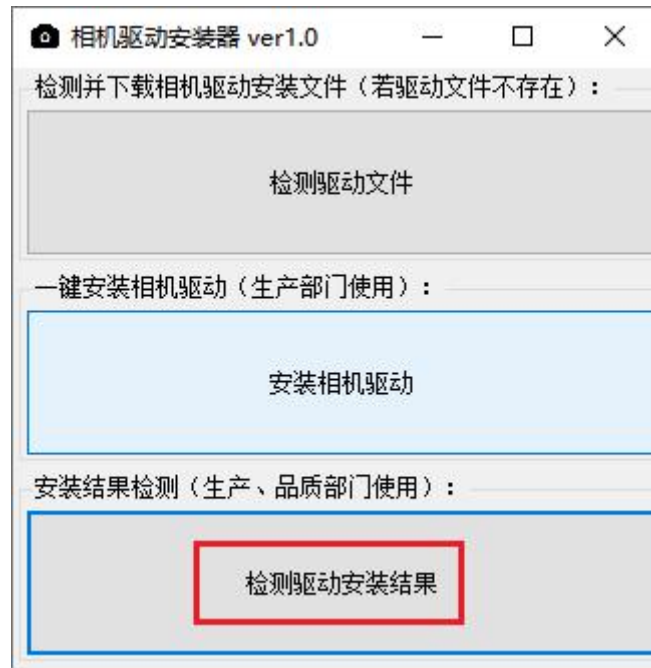 相机驱动安装器 ver1.0
检测并下载相机驱动安装文件（若驱动文件不存在）：
检测驱动文件
一键安装相机驱动（生产部门使用）：
安装相机驱动
安装结果检测（生产、品质部门使用）：
检测驱动安装结果